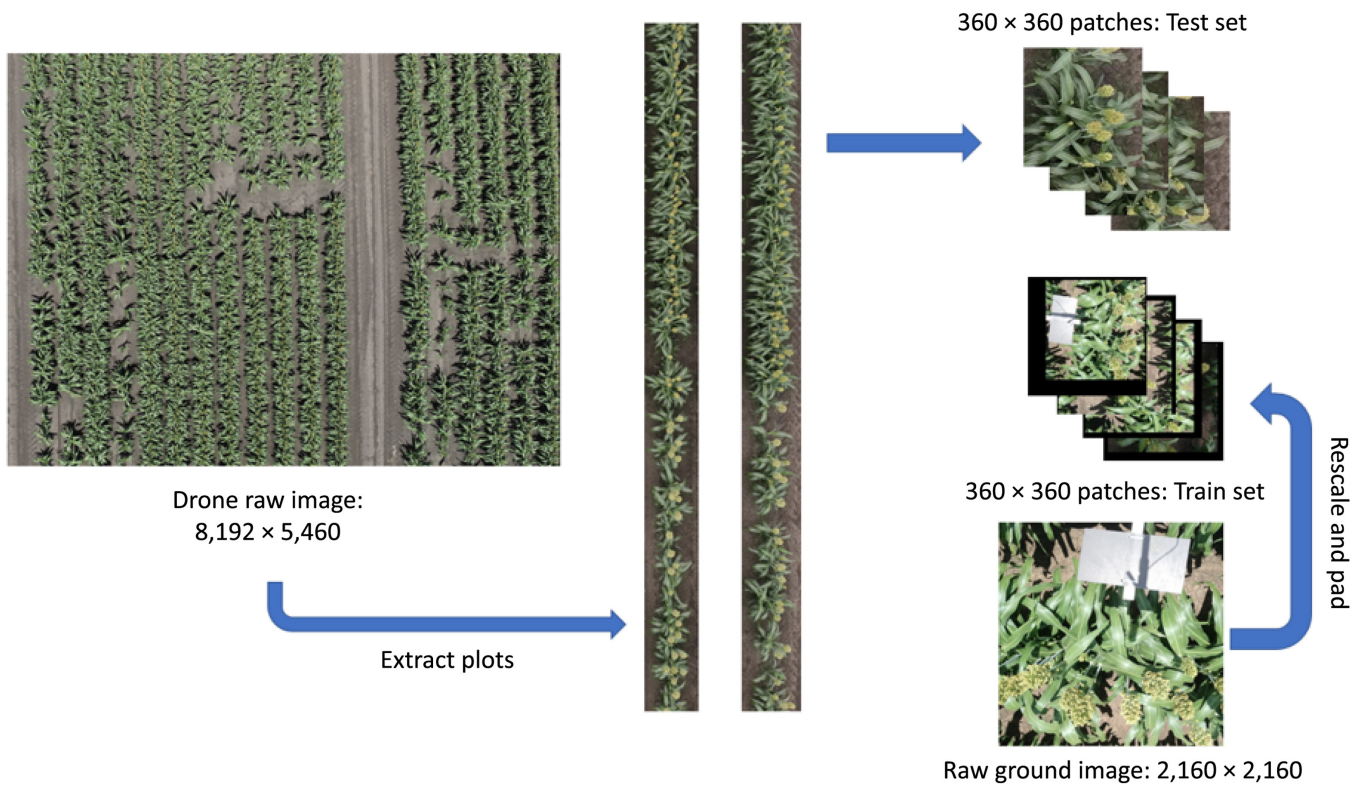 360 × 360 patches: Test set
Drone raw image:
8,192 × 5,460
Extract plots
360 × 360 patches: Train set
Rescale and pad
Raw ground image: 2,160 × 2,160